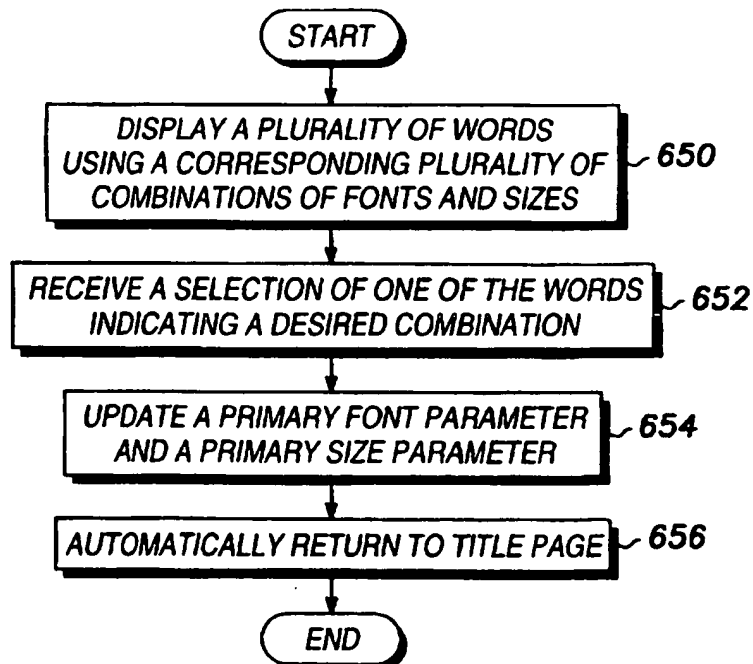 START
DISPLAY A PLURALITY OF WORDS
USING A CORRESPONDING PLURALITY OF
COMBINATIONS OF FONTS AND SIZES
650
RECEIVE A SELECTION OF ONE OF THE WORDS
INDICATING A DESIRED COMBINATION
652
UPDATE A PRIMARY FONT PARAMETER
AND A PRIMARY SIZE PARAMETER
654
AUTOMATICALLY RETURN TO TITLE PAGE
656
END